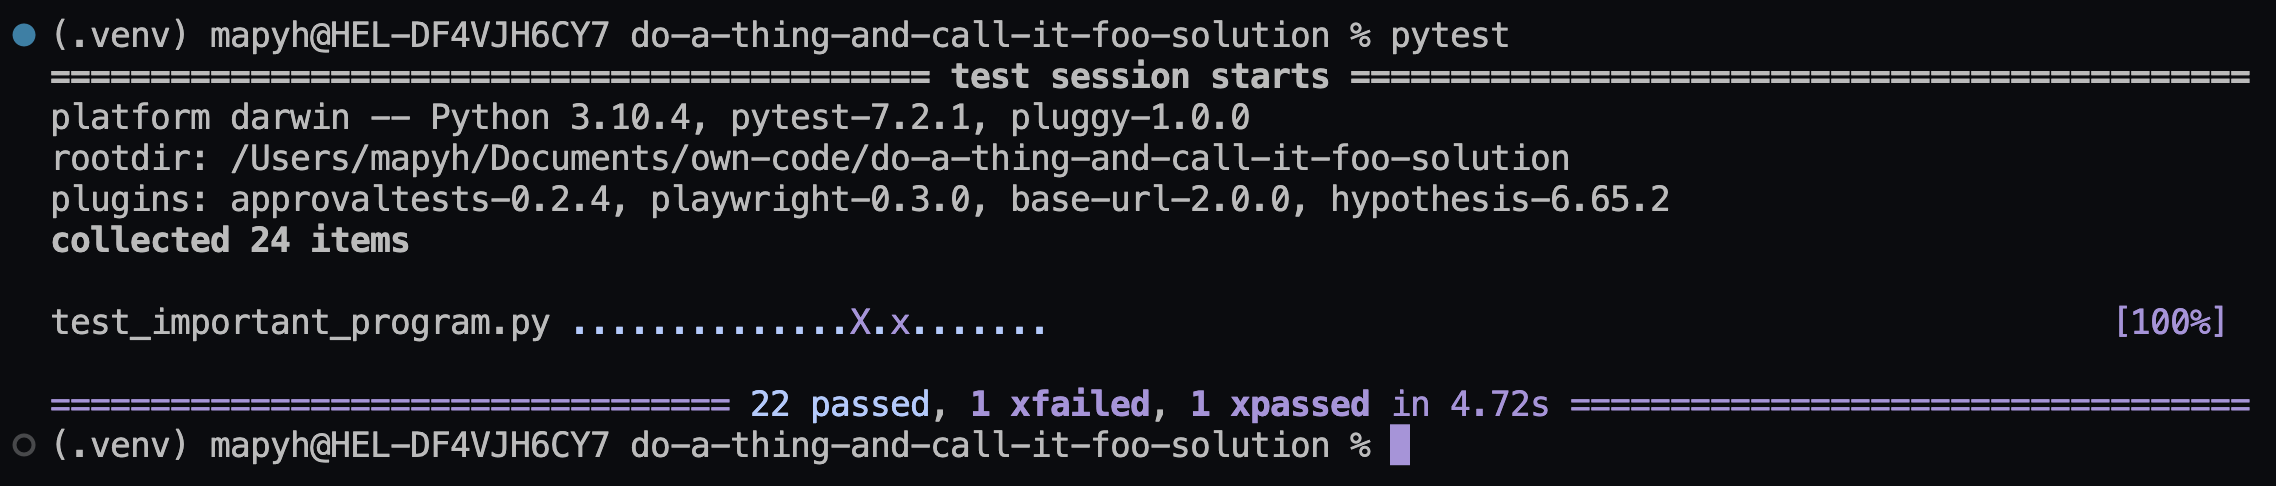 (.venv) mapyh@HEL-DF4VJH6CY7 do-a-thing-and-call-it-foo-solution % pytest
============================================ test session starts =============================================
platform darwin -- Python 3.10.4, pytest-7.2.1, pluggy-1.0.0
rootdir: /Users/mapyh/Documents/own-code/do-a-thing-and-call-it-foo-solution
plugins: approvaltests-0.2.4, playwright-0.3.0, base-url-2.0.0, hypothesis-6.65.2
collected 24 items
test_important_program.py ..............X.x....... [100%]
================================== 22 passed, 1 xfailed, 1 xpassed in 4.72s ==================================
(.venv) mapyh@HEL-DF4VJH6CY7 do-a-thing-and-call-it-foo-solution %